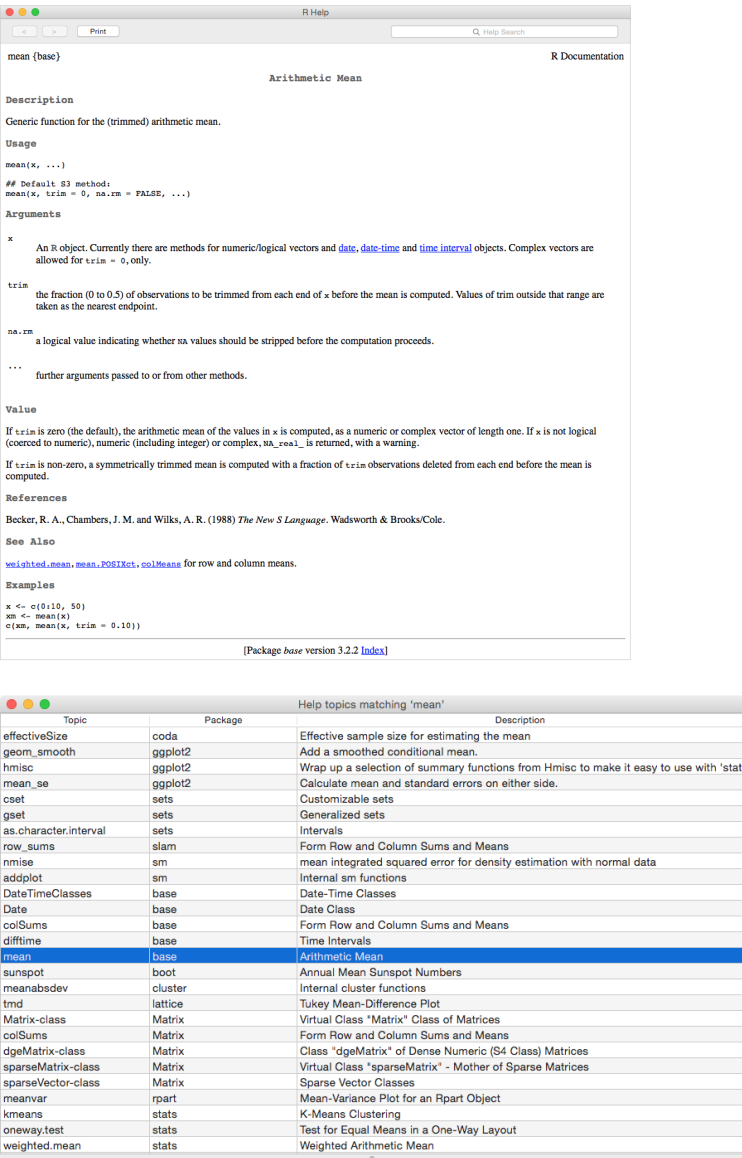 R Help
< > Print Help Search
mean {base} R Documentation
Arithmetic Mean
Description
Generic function for the (trimmed) arithmetic mean.
Usage
mean(x, ...)
## Default S3 method:
mean(x, trim = 0, na.rm = FALSE, ...)
Arguments
x
An R object. Currently there are methods for numeric/logical vectors and date, date-time and time interval objects. Complex vectors are
allowed for trim = 0, only.
trim
the fraction (0 to 0.5) of observations to be trimmed from each end of x before the mean is computed. Values of trim outside that range are
taken as the nearest endpoint.
na.rm
a logical value indicating whether NA values should be stripped before the computation proceeds.
...
further arguments passed to or from other methods.
Value
If trim is zero (the default), the arithmetic mean of the values in x is computed, as a numeric or complex vector of length one. If x is not logical
(coerced to numeric), numeric (including integer) or complex, NA_real_ is returned, with a warning.
If trim is non-zero, a symmetrically trimmed mean is computed with a fraction of trim observations deleted from each end before the mean is
computed.
References
Becker, R. A., Chambers, J. M. and Wilks, A. R. (1988) The New S Language. Wadsworth & Brooks/Cole.
See Also
weighted.mean, mean.POSIXct, colMeans for row and column means.
Examples
x <- c(0:10, 50)
xm <- mean(x)
c(xm, mean(x, trim = 0.10))
[Package base version 3.2.2 Index]
Help topics matching 'mean'
Topic Package Description
effectiveSize coda Effective sample size for estimating the mean
geom_smooth ggplot2 Add a smoothed conditional mean.
hmisc ggplot2 Wrap up a selection of summary functions from Hmisc to make it easy to use with 'stat
mean_se ggplot2 Calculate mean and standard errors on either side.
cset sets Customizable sets
gset sets Generalized sets
as.character.interval sets Intervals
row_sums slam Form Row and Column Sums and Means
nmise sm mean integrated squared error for density estimation with normal data
addplot sm Internal sm functions
DateTimeClasses base Date-Time Classes
Date base Date Class
colSums base Form Row and Column Sums and Means
difftime base Time Intervals
mean base Arithmetic Mean
sunspot boot Annual Mean Sunspot Numbers
meanabsdev cluster Internal cluster functions
tmd lattice Tukey Mean-Difference Plot
Matrix-class Matrix Virtual Class "Matrix" Class of Matrices
colSums Matrix Form Row and Column Sums and Means
dgeMatrix-class Matrix Class "dgeMatrix" of Dense Numeric (S4 Class) Matrices
sparseMatrix-class Matrix Virtual Class "sparseMatrix" - Mother of Sparse Matrices
sparseVector-class Matrix Sparse Vector Classes
meanvar rpart Mean-Variance Plot for an Rpart Object
kmeans stats K-Means Clustering
oneway.test stats Test for Equal Means in a One-Way Layout
weighted.mean stats Weighted Arithmetic Mean